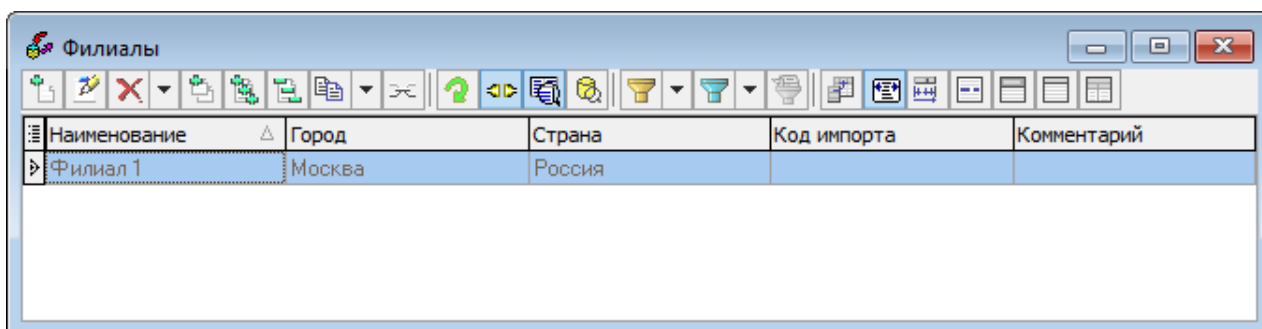 Филиалы
Наименование Город Страна Код импорта Комментарий
Филиал 1 Москва Россия